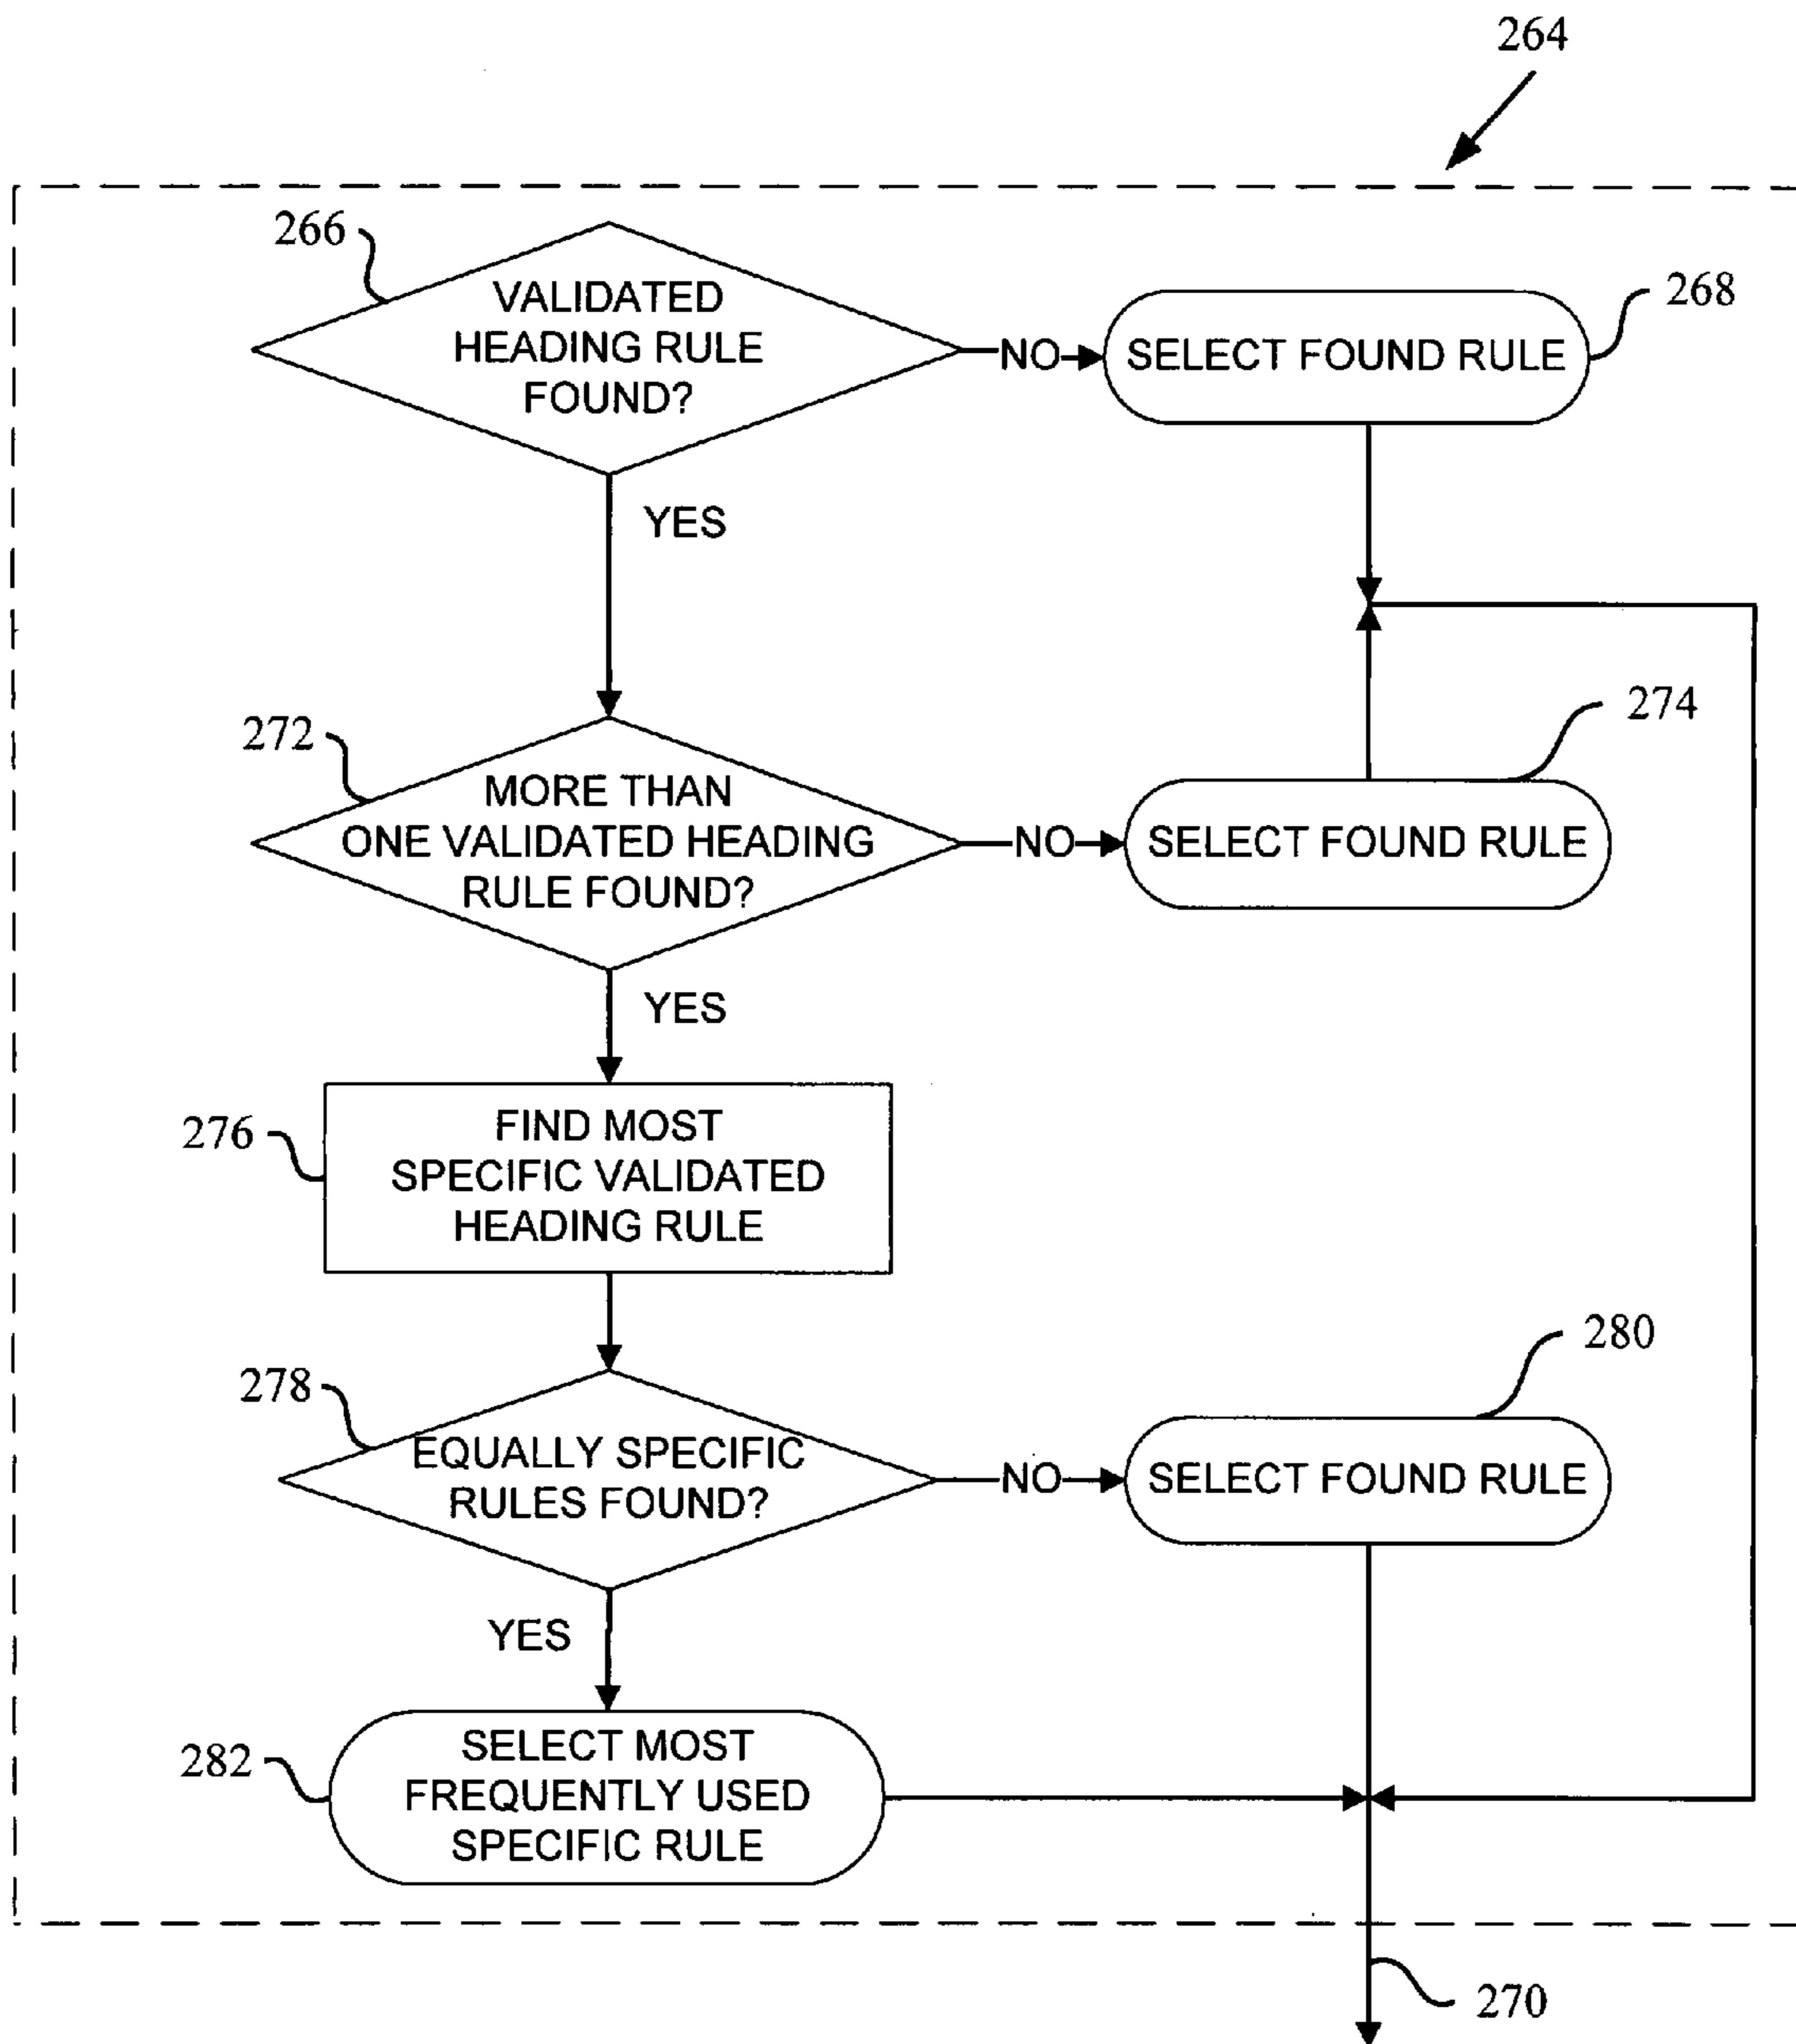 264
266
VALIDATED
HEADING RULE
FOUND?
NO
SELECT FOUND RULE
268
YES
272
MORE THAN
ONE VALIDATED HEADING
RULE FOUND?
NO
SELECT FOUND RULE
274
YES
276
FIND MOST
SPECIFIC VALIDATED
HEADING RULE
278
EQUALLY SPECIFIC
RULES FOUND?
NO
SELECT FOUND RULE
280
YES
282
SELECT MOST
FREQUENTLY USED
SPECIFIC RULE
270